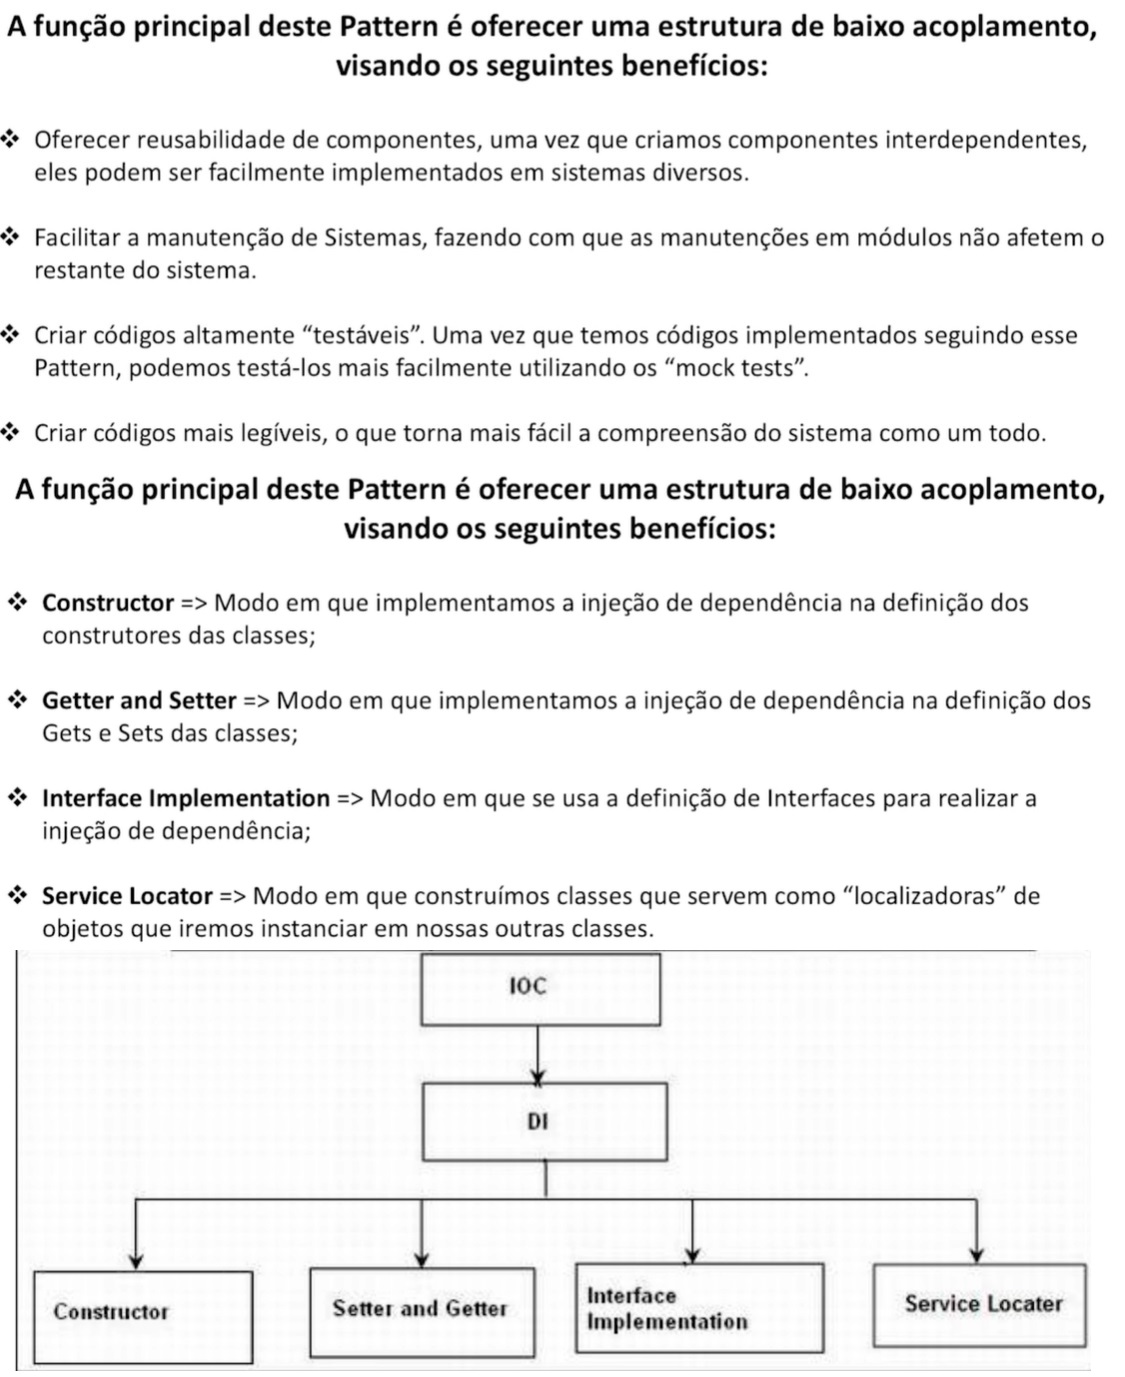 A função principal deste Pattern é oferecer uma estrutura de baixo acoplamento,
visando os seguintes benefícios:
❖ Oferecer reusabilidade de componentes, uma vez que criamos componentes interdependentes,
eles podem ser facilmente implementados em sistemas diversos.
❖ Facilitar a manutenção de Sistemas, fazendo com que as manutenções em módulos não afetem o
restante do sistema.
❖ Criar códigos altamente “testáveis”. Uma vez que temos códigos implementados seguindo esse
Pattern, podemos testá-los mais facilmente utilizando os “mock tests”.
❖ Criar códigos mais legíveis, o que torna mais fácil a compreensão do sistema como um todo.
A função principal deste Pattern é oferecer uma estrutura de baixo acoplamento,
visando os seguintes benefícios:
❖ Constructor => Modo em que implementamos a injeção de dependência na definição dos
construtores das classes;
❖ Getter and Setter => Modo em que implementamos a injeção de dependência na definição dos
Gets e Sets das classes;
❖ Interface Implementation => Modo em que se usa a definição de Interfaces para realizar a
injeção de dependência;
❖ Service Locator => Modo em que construímos classes que servem como “localizadoras” de
objetos que iremos instanciar em nossas outras classes.
IOC
DI
Constructor
Setter and Getter
Interface
Implementation
Service Locater